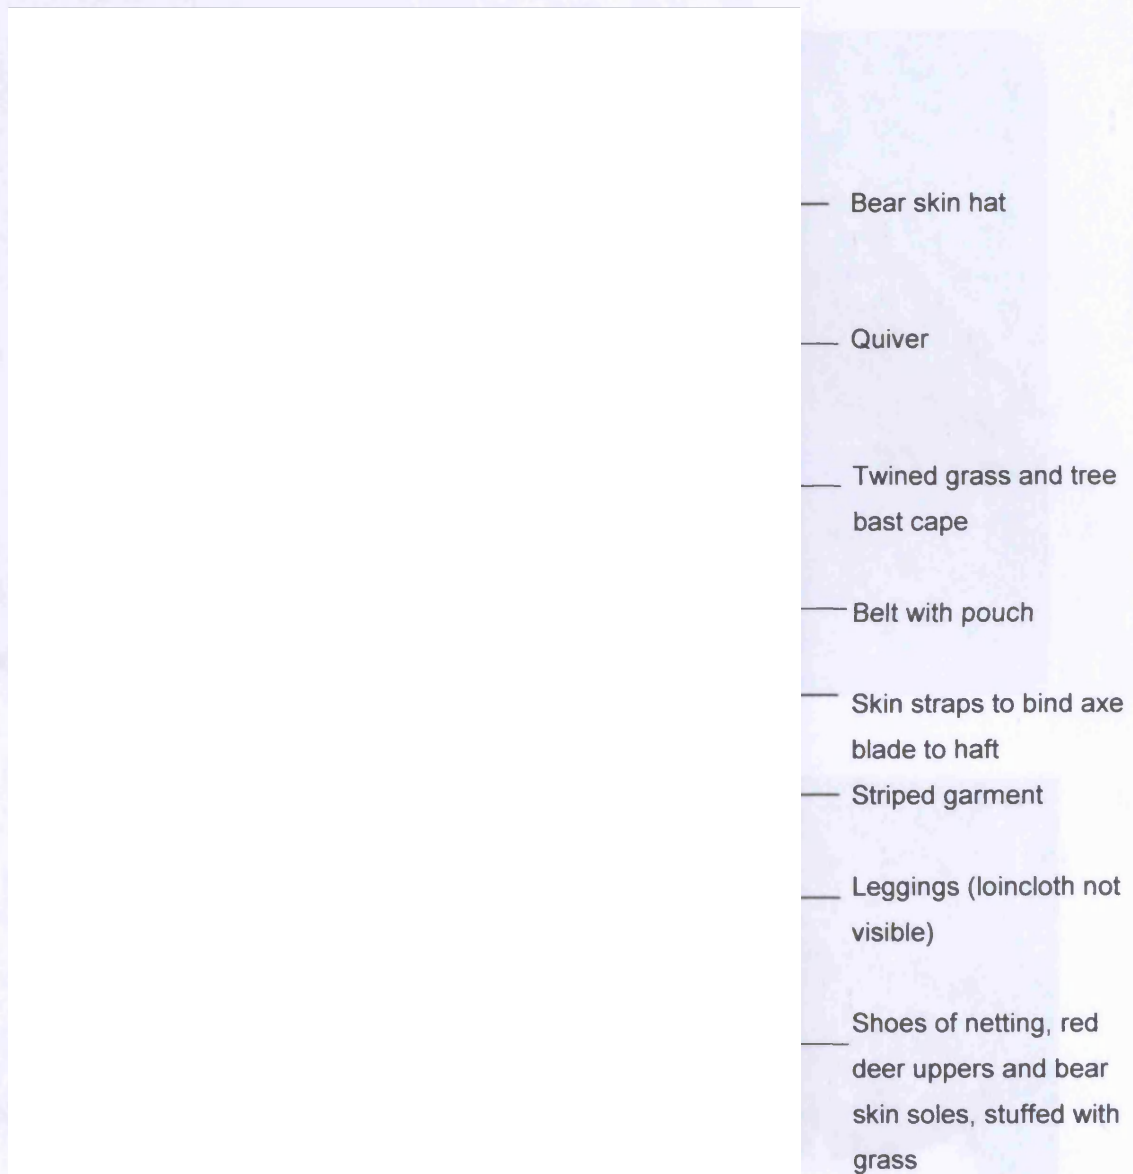 Bear skin hat
Quiver
Twined grass and tree
bast cape
Belt with pouch
Skin straps to bind axe
blade to haft
Striped garment
Leggings (loincloth not
visible)
Shoes of netting, red
deer uppers and bear
skin soles, stuffed with
grass